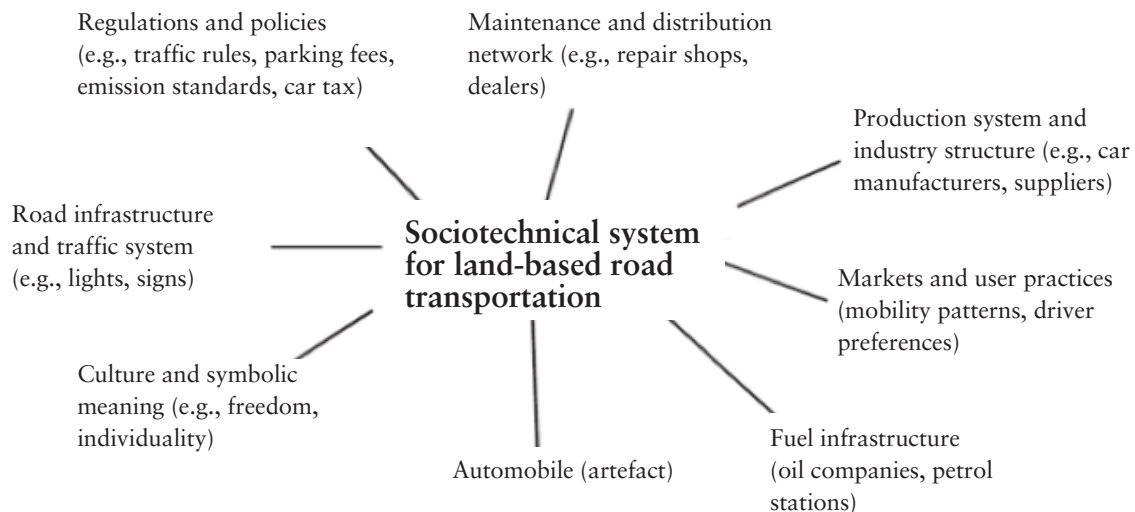 Regulations and policies
(e.g., traffic rules, parking fees,
emission standards, car tax)
Maintenance and distribution
network (e.g., repair shops,
dealers)
Production system and
industry structure (e.g., car
manufacturers, suppliers)
Road infrastructure
and traffic system
(e.g., lights, signs)
Sociotechnical system
for land-based road
transportation
Markets and user practices
(mobility patterns, driver
preferences)
Culture and symbolic
meaning (e.g., freedom,
individuality)
Automobile (artefact)
Fuel infrastructure
(oil companies, petrol
stations)